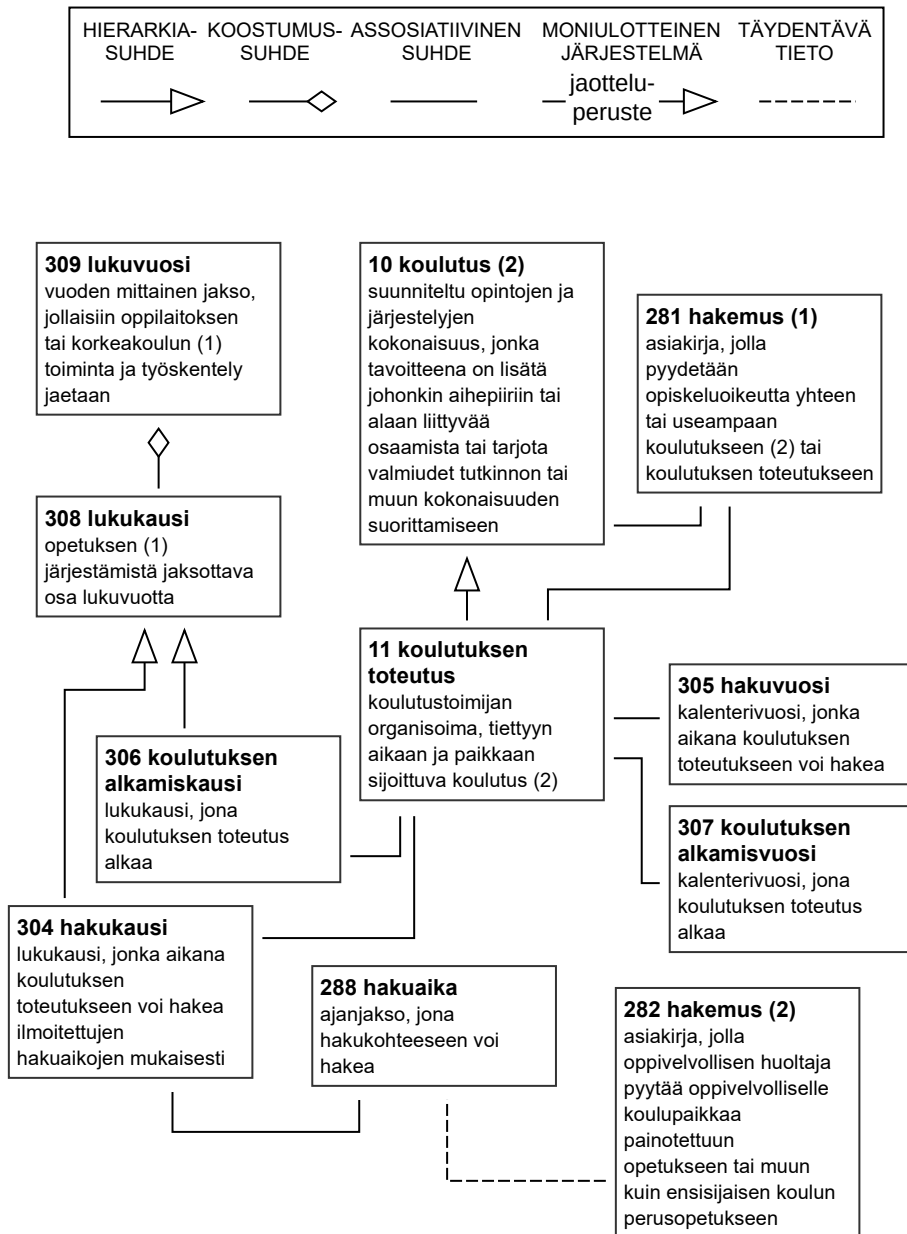 HIERARKIA-
SUHDE
KOOSTUMUS-
SUHDE
ASSOSIATIIVINEN
SUHDE
MONIULOTTEINEN
JÄRJESTELMÄ
TÄYDENTÄVÄ
TIETO
jaottelu-
peruste
309 lukuvuosi
vuoden mittainen jakso,
jollaisiin oppilaitoksen
tai korkeakoulun (1)
toiminta ja työskentely
jaetaan
10 koulutus (2)
suunniteltu opintojen ja
järjestelyjen
kokonaisuus, jonka
tavoitteena on lisätä
johonkin aihepiiriin tai
alaan liittyvää
osaamista tai tarjota
valmiudet tutkinnon tai
muun kokonaisuuden
suorittamiseen
281 hakemus (1)
asiakirja, jolla
pyydetään
opiskeluoikeutta yhteen
tai useampaan
koulutukseen (2) tai
koulutuksen toteutukseen
308 lukukausi
opetuksen (1)
järjestämistä jaksottava
osa lukuvuotta
11 koulutuksen
toteutus
koulutustoimijan
organisoima, tiettyyn
aikaan ja paikkaan
sijoittuva koulutus (2)
305 hakuvuosi
kalenterivuosi, jonka
aikana koulutuksen
toteutukseen voi hakea
306 koulutuksen
alkamiskausi
lukukausi, jona
koulutuksen toteutus
alkaa
307 koulutuksen
alkamisvuosi
kalenterivuosi, jona
koulutuksen toteutus
alkaa
304 hakukausi
lukukausi, jonka aikana
koulutuksen
toteutukseen voi hakea
ilmoitettujen
hakuaikojen mukaisesti
288 hakuaika
ajanjakso, jona
hakukohteeseen voi
hakea
282 hakemus (2)
asiakirja, jolla
oppivelvollisen huoltaja
pyytää oppivelvolliselle
koulupaikkaa
painotettuun
opetukseen tai muun
kuin ensisijaisen koulun
perusopetukseen